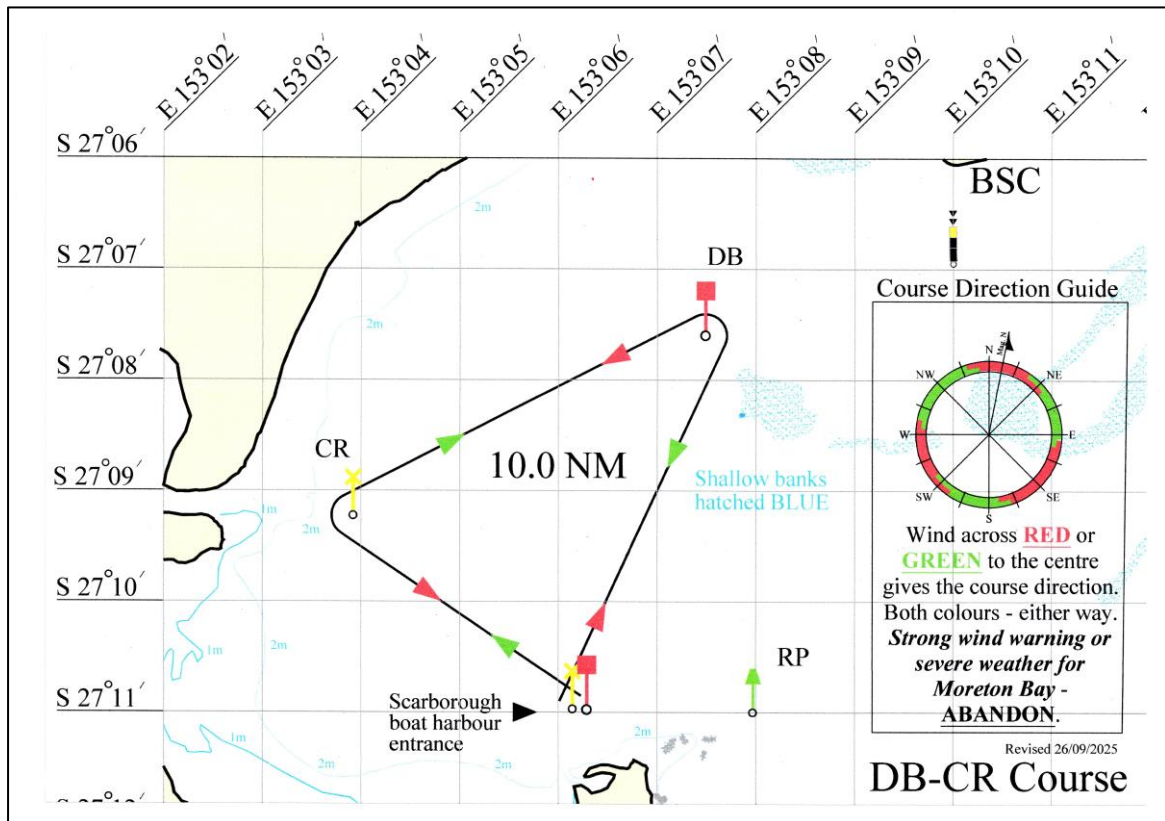 E 153°02′
E 153°03′
E 153°04′
E 153°05′
E 153°06′
E 153°07′
E 153°08′
E 153°09′
E 153°10′
E 153°11′
S 27°06′
BSC
2m
S 27°07′
DB
Course Direction Guide
2m
Mag. N
N
NW
NE
S 27°08′
W
E
CR
10.0 NM
SW
SE
S
S 27°09′
Shallow banks
hatched BLUE
1m
2m
Wind across RED or
GREEN to the centre
gives the course direction.
Both colours - either way.
Strong wind warning or
severe weather for
Moreton Bay -
ABANDON.
S 27°10′
1m
2m
RP
1m
S 27°11′
Scarborough
boat harbour
entrance
1m
2m
2m
2m
Revised 26/09/2025
DB-CR Course